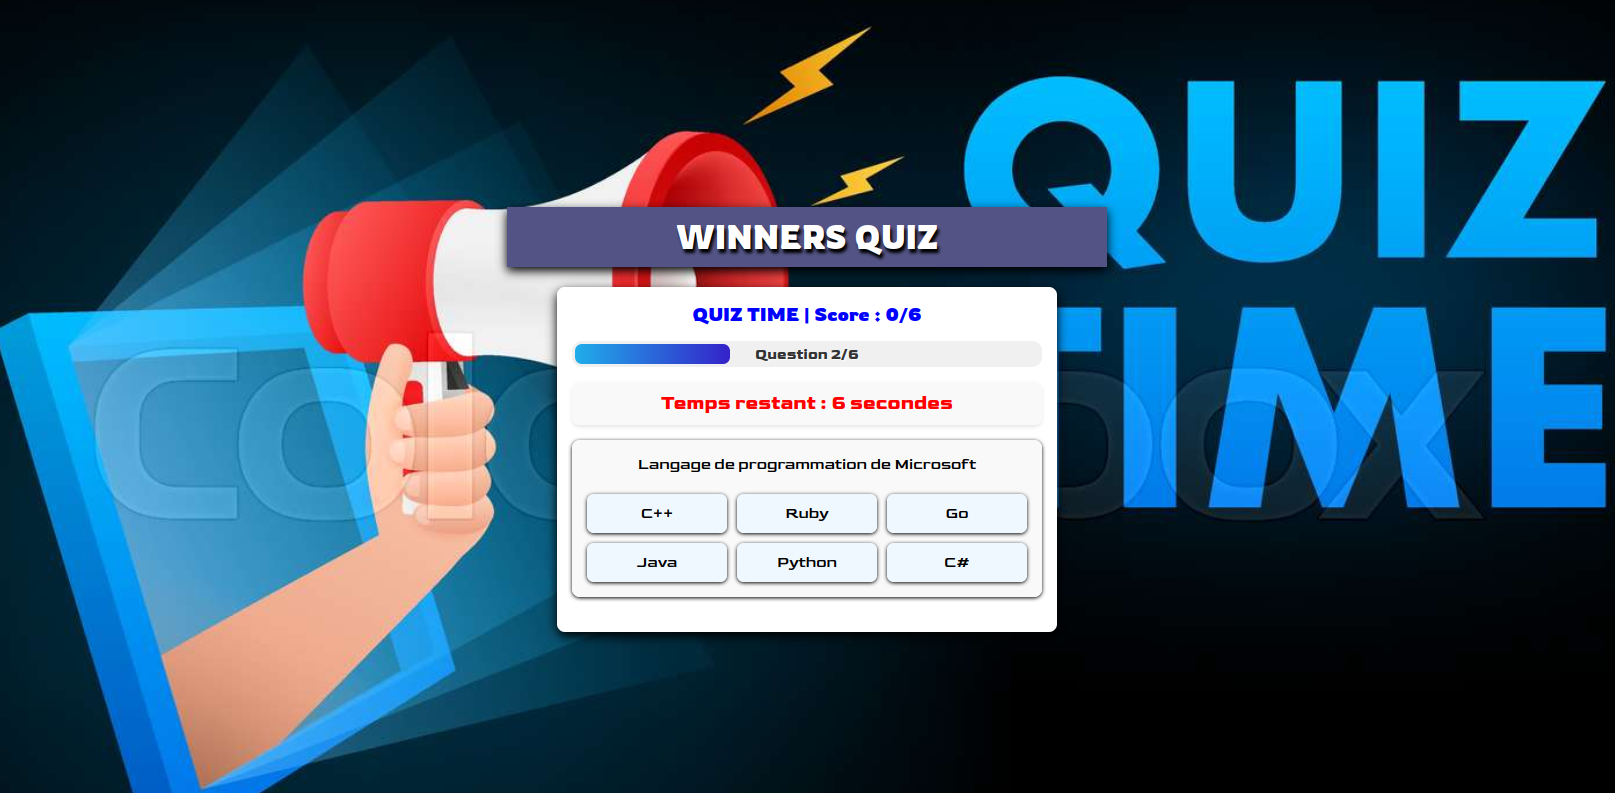 QUIZ
TIME
WINNERS QUIZ
QUIZ TIME | Score : 0/6
Question 2/6
Temps restant : 6 secondes
Langage de programmation de Microsoft
C++
Ruby
Go
Java
Python
C#